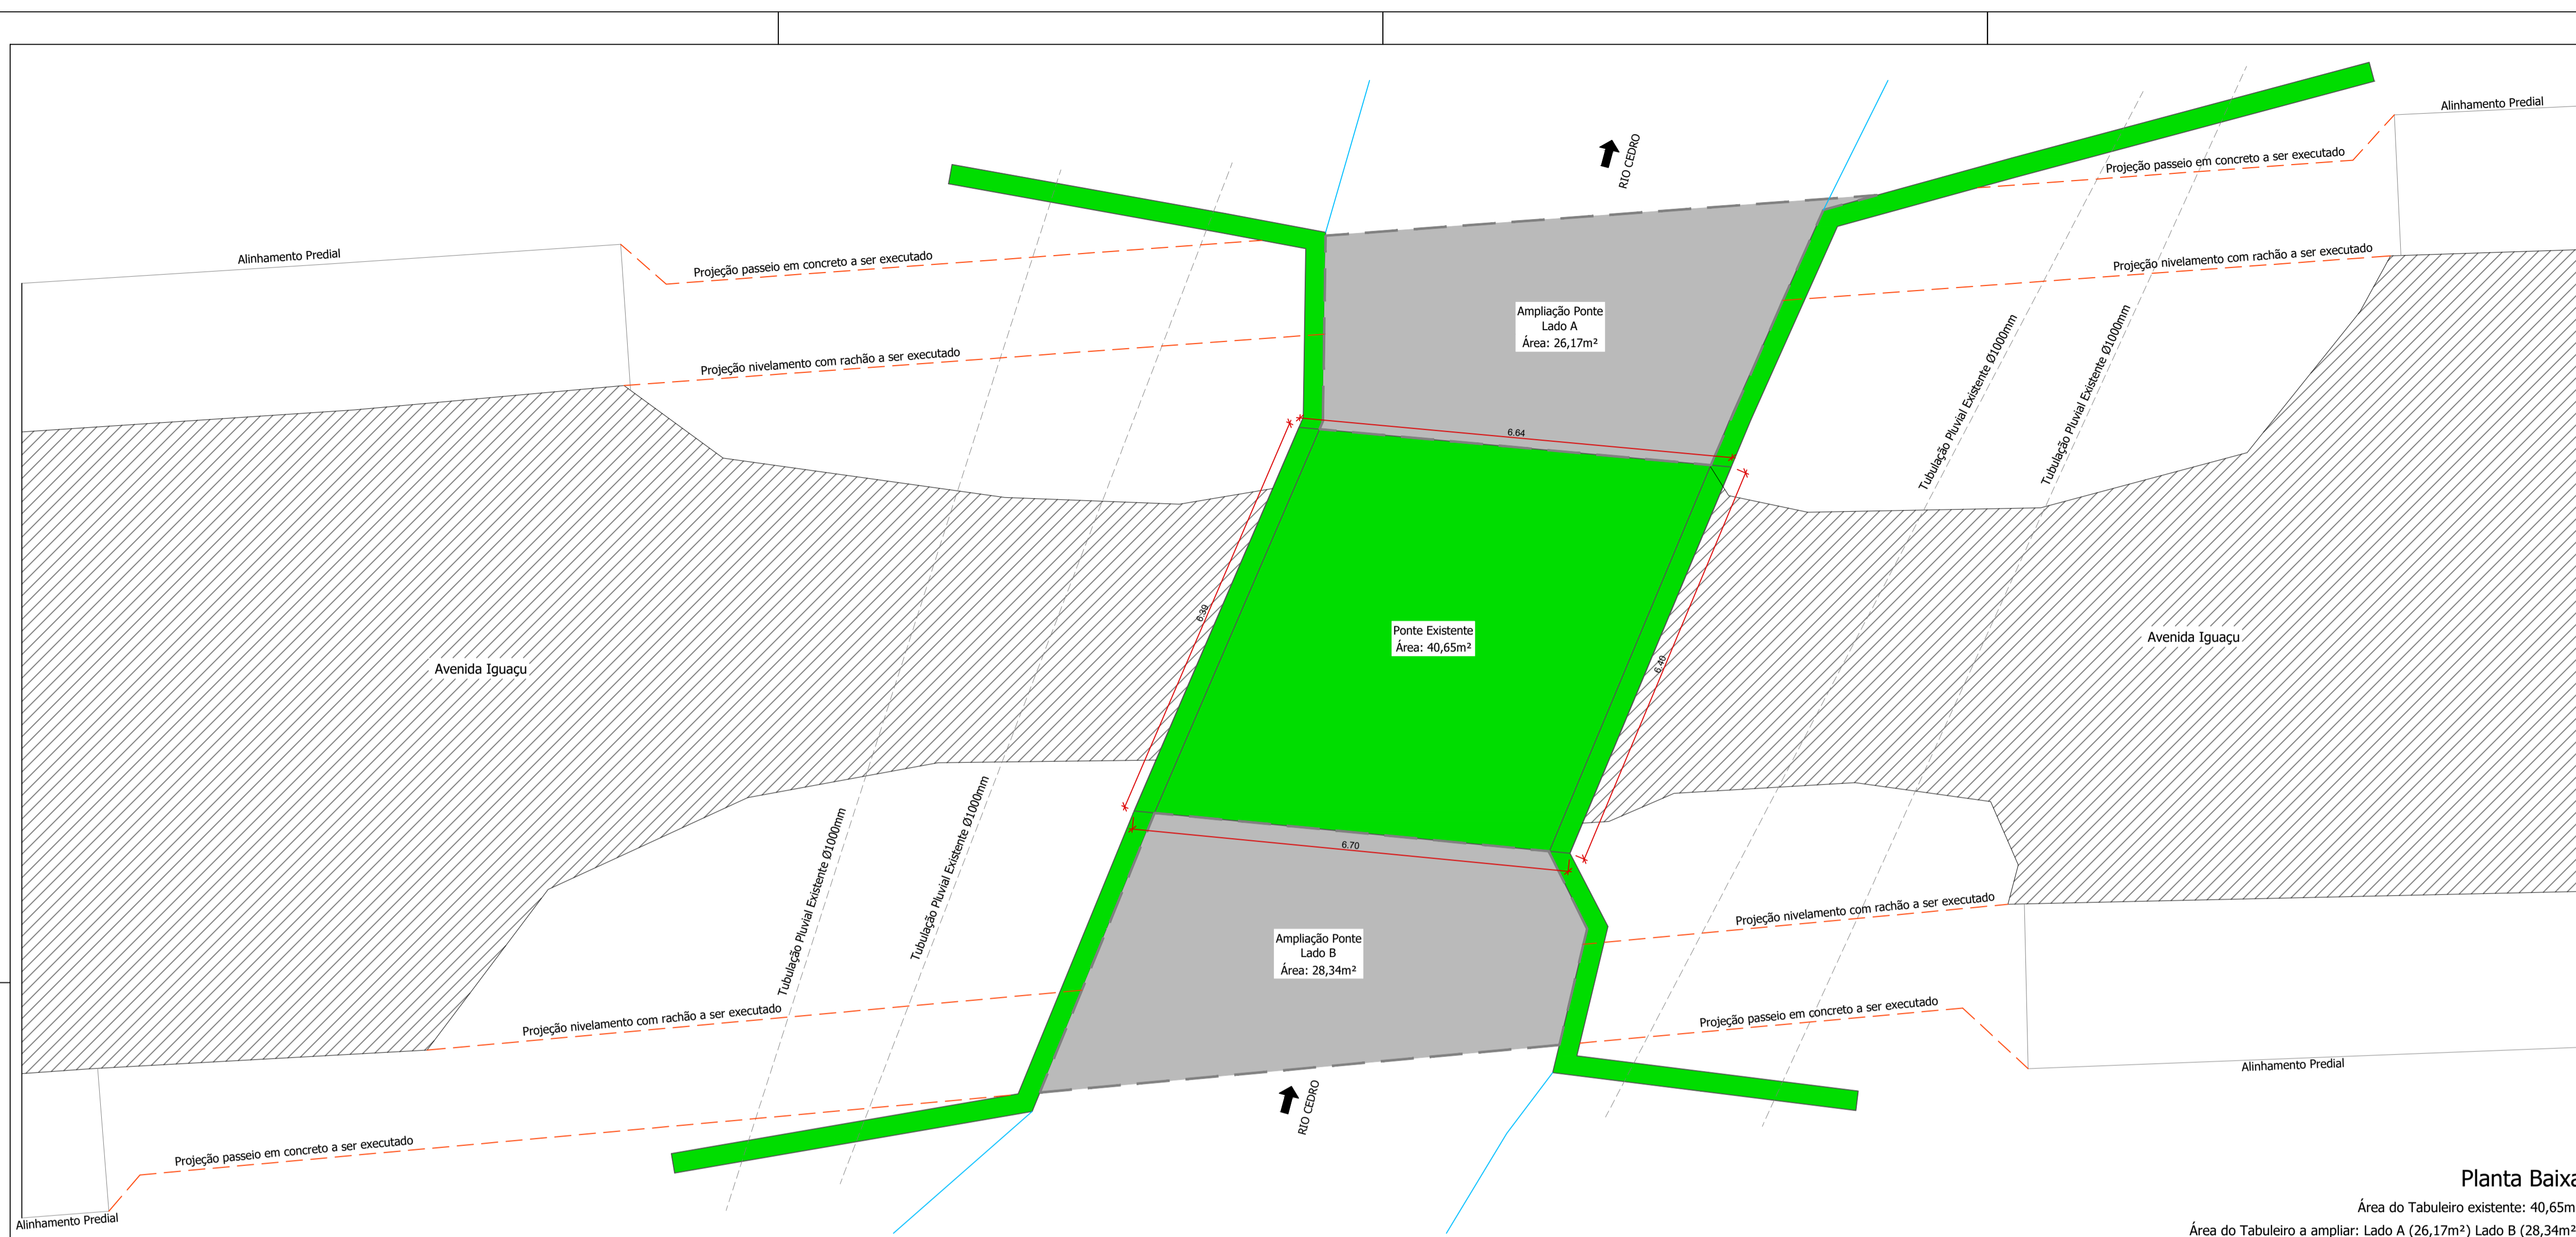 Alinhamento Predial
RIO CEDRO
Projeção passeio em concreto a ser executado
Alinhamento Predial
Projeção passeio em concreto a ser executado
Projeção nivelamento com rachão a ser executado
Ampliação Ponte
Lado A
Área: 26,17m²
Projeção nivelamento com rachão a ser executado
Tubulação Pluvial Existente Ø1000mm
Tubulação Pluvial Existente Ø1000mm
6.64
6.39
Ponte Existente
Área: 40,65m²
6.40
Avenida Iguaçu
Avenida Iguaçu
6.70
Tubulação Pluvial Existente Ø1000mm
Tubulação Pluvial Existente Ø1000mm
Ampliação Ponte
Lado B
Área: 28,34m²
Projeção nivelamento com rachão a ser executado
Projeção nivelamento com rachão a ser executado
Projeção passeio em concreto a ser executado
Alinhamento Predial
RIO CEDRO
Projeção passeio em concreto a ser executado
Alinhamento Predial
Planta Baixa
Área do Tabuleiro existente: 40,65m
Área do Tabuleiro a ampliar: Lado A (26,17m²) Lado B (28,34m²